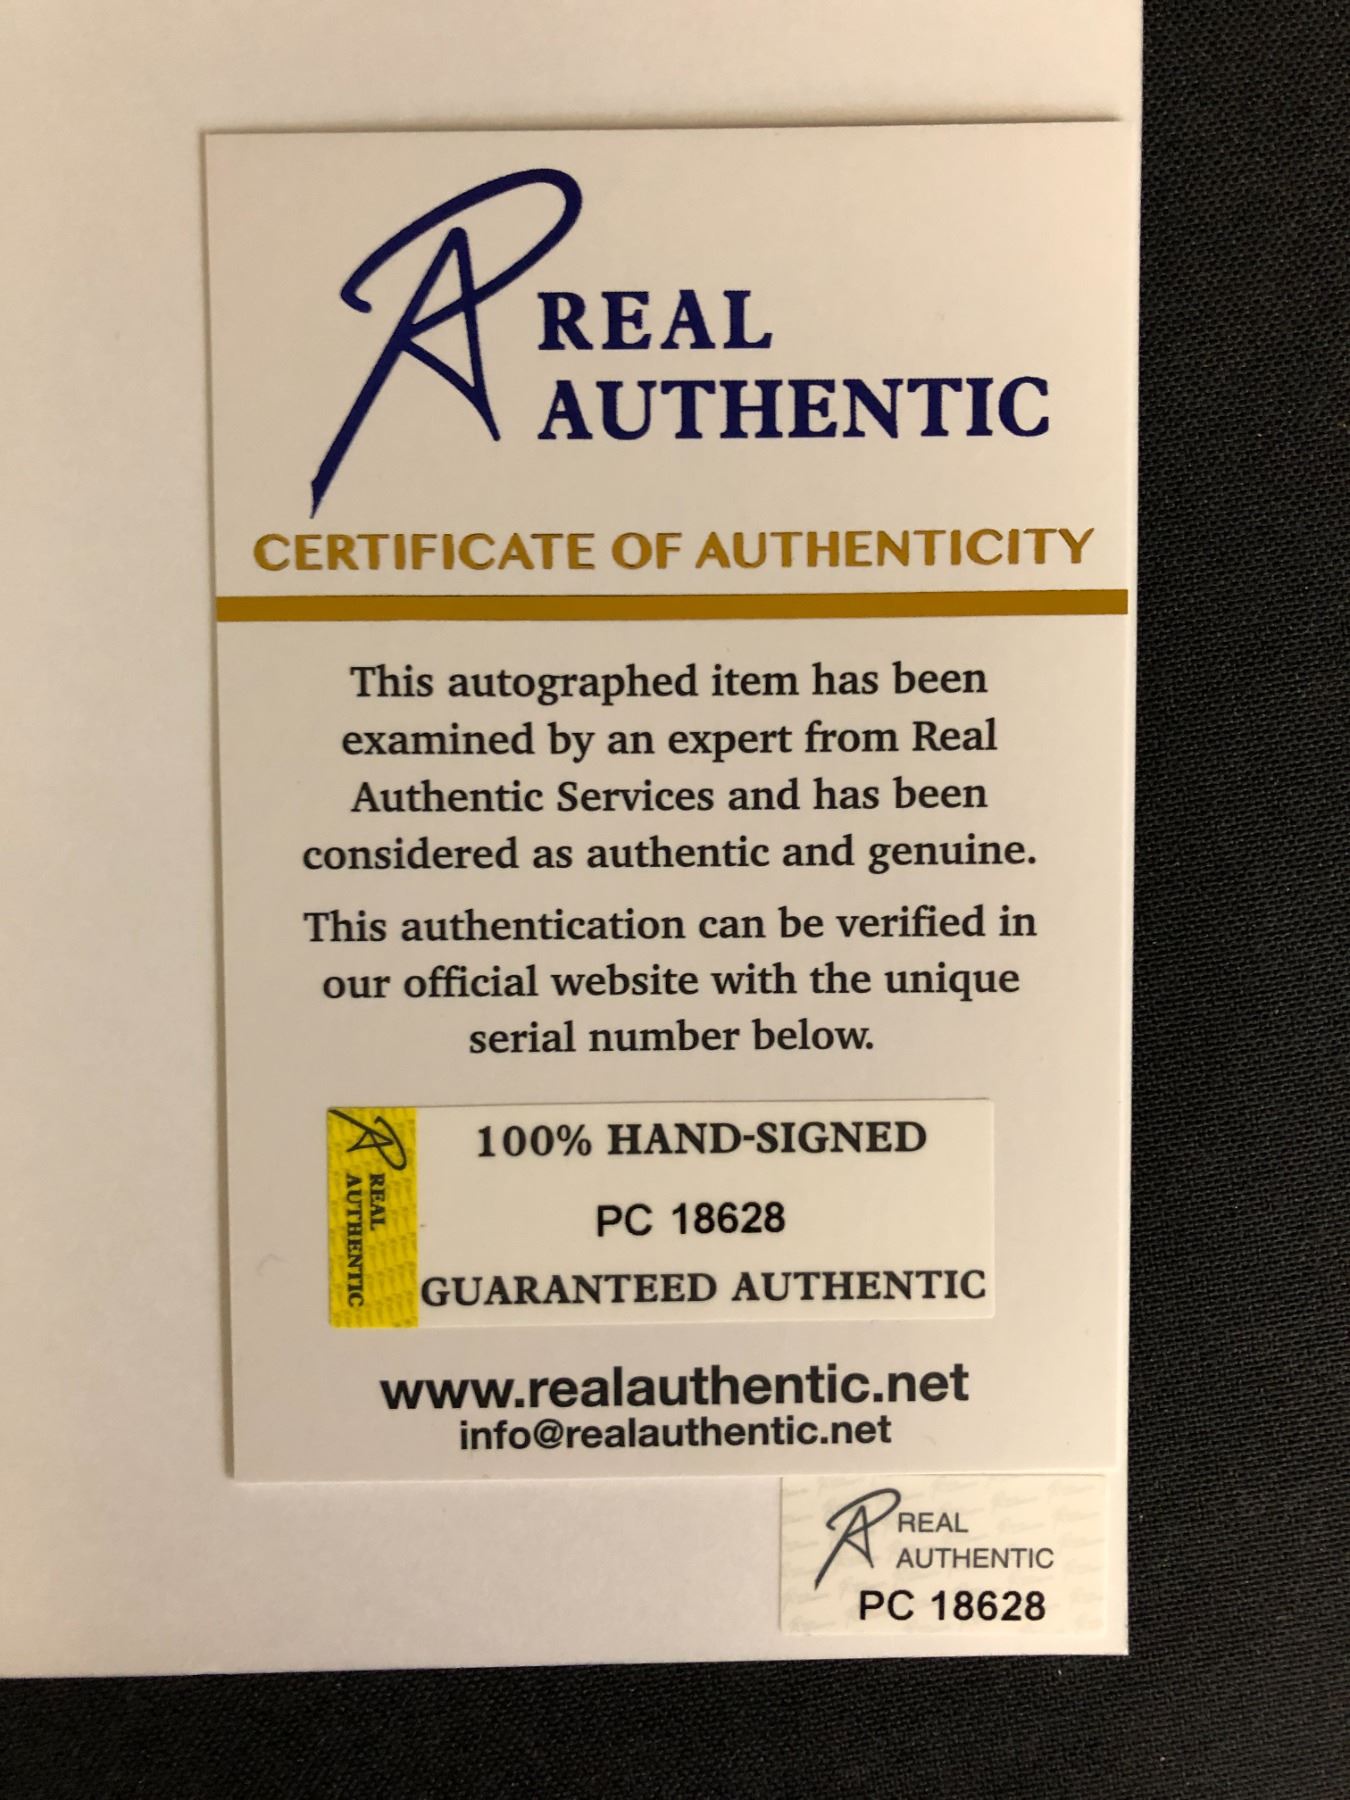 REAL
AUTHENTIC
CERTIFICATE OF AUTHENTICITY
This autographed item has been
examined by an expert from Real
Authentic Services and has been
considered as authentic and genuine.
This authentication can be verified in
our official website with the unique
serial number below.
REAL
AUTHENTIC
100% HAND-SIGNED
PC 18628
GUARANTEED AUTHENTIC
www.realauthentic.net
info@realauthentic.net
REAL
AUTHENTIC
PC 18628